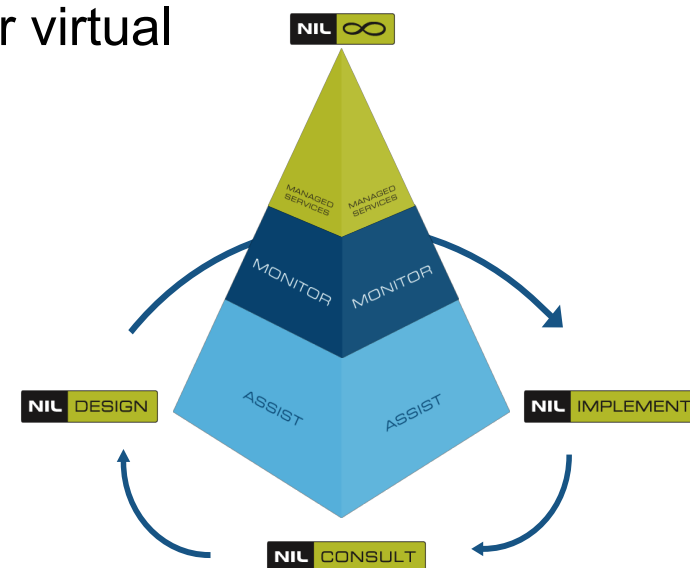 r virtual
NIL ∞
MANAGED SERVICES
MANAGED SERVICES
MONITOR
MONITOR
ASSIST
ASSIST
NIL DESIGN
NIL IMPLEMENT
NIL CONSULT